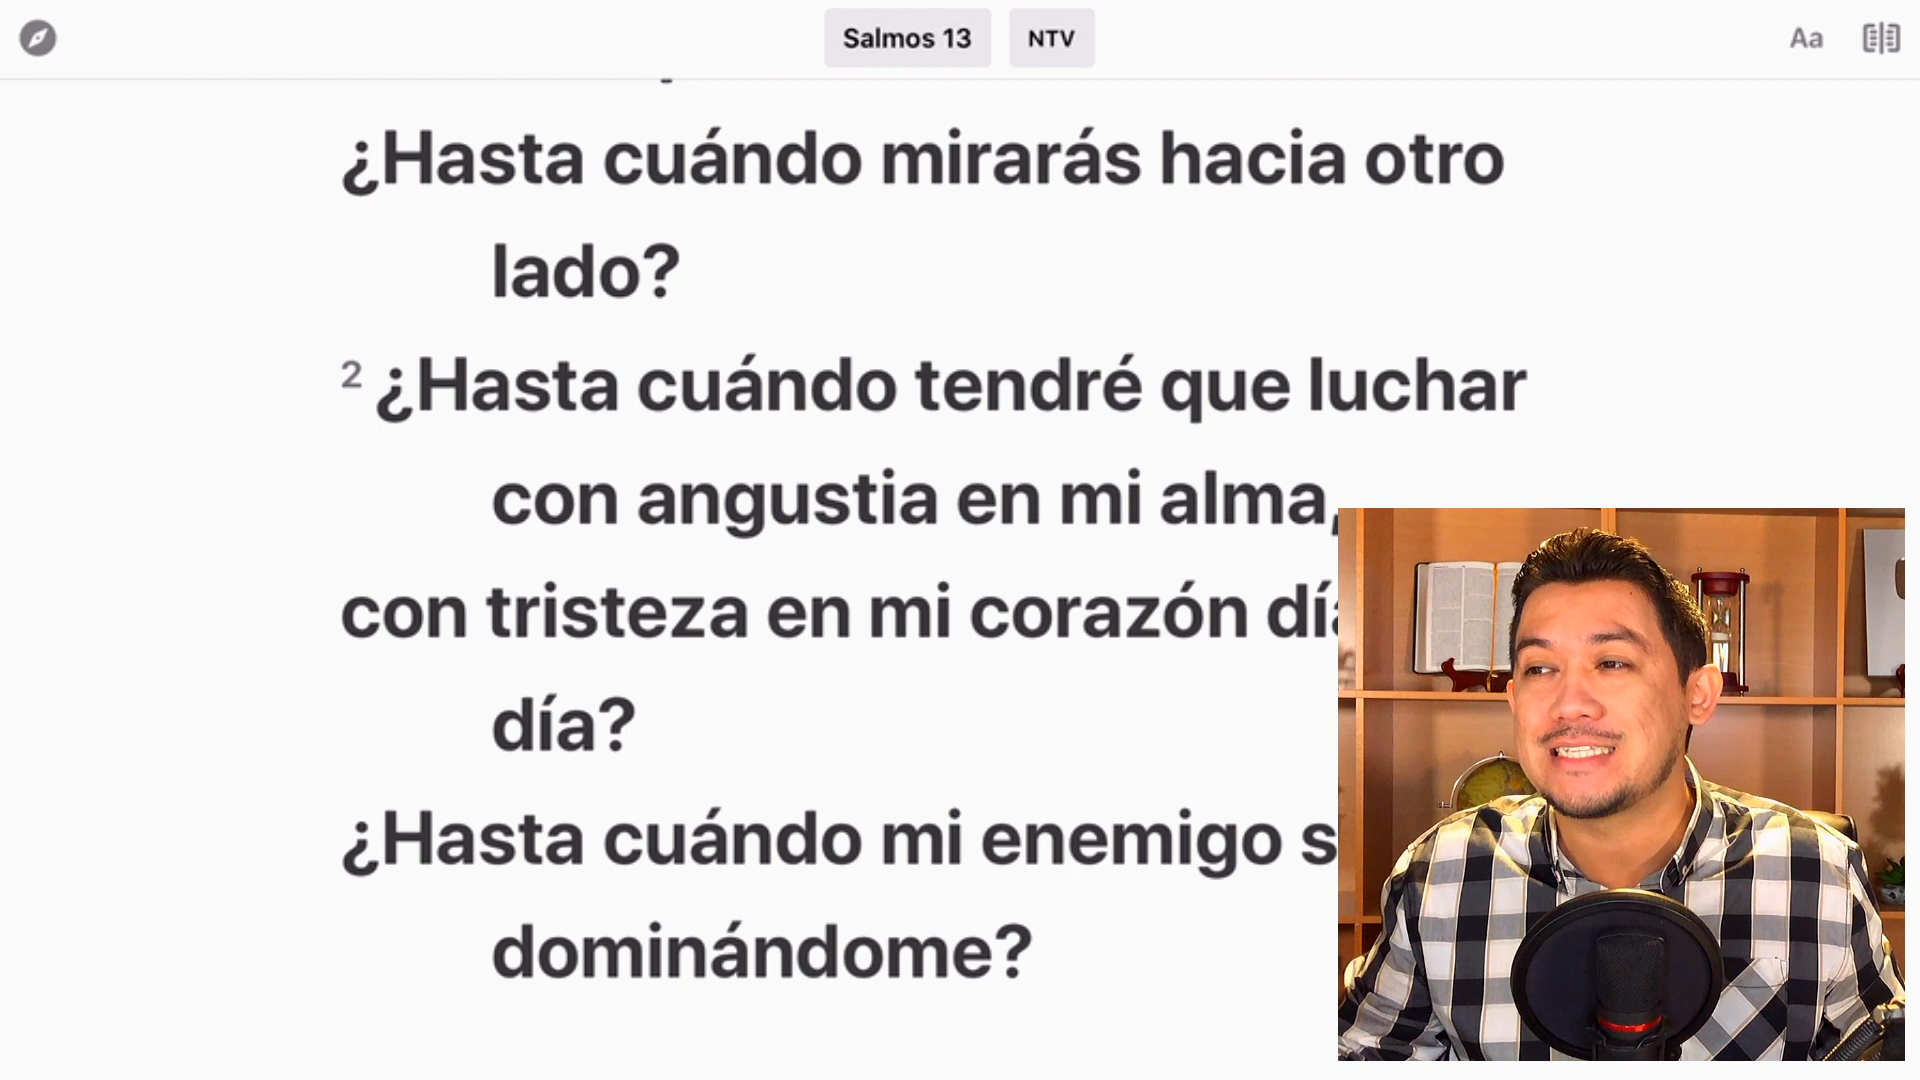 Salmos 13 NTV Aa
¿Hasta cuándo mirarás hacia otro
lado?
2 ¿Hasta cuándo tendré que luchar
con angustia en mi alma,
con tristeza en mi corazón
día?
¿Hasta cuándo mi enemigo
dominándome?